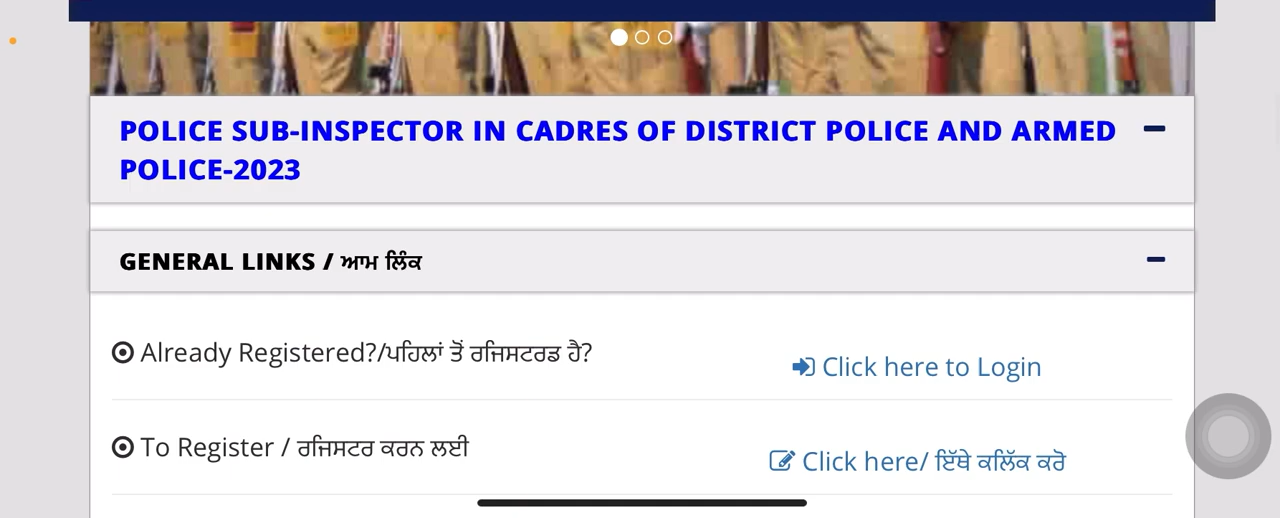 POLICE SUB-INSPECTOR IN CADRES OF DISTRICT POLICE AND ARMED
POLICE-2023
GENERAL LINKS / ਆਮ ਲਿੰਕ
Already Registered?/ਪਹਿਲਾਂ ਤੋਂ ਰਜਿਸਟਰਡ ਹੈ?
Click here to Login
To Register / ਰਜਿਸਟਰ ਕਰਨ ਲਈ
Click here/ ਇੱਥੇ ਕਲਿੱਕ ਕਰੋ